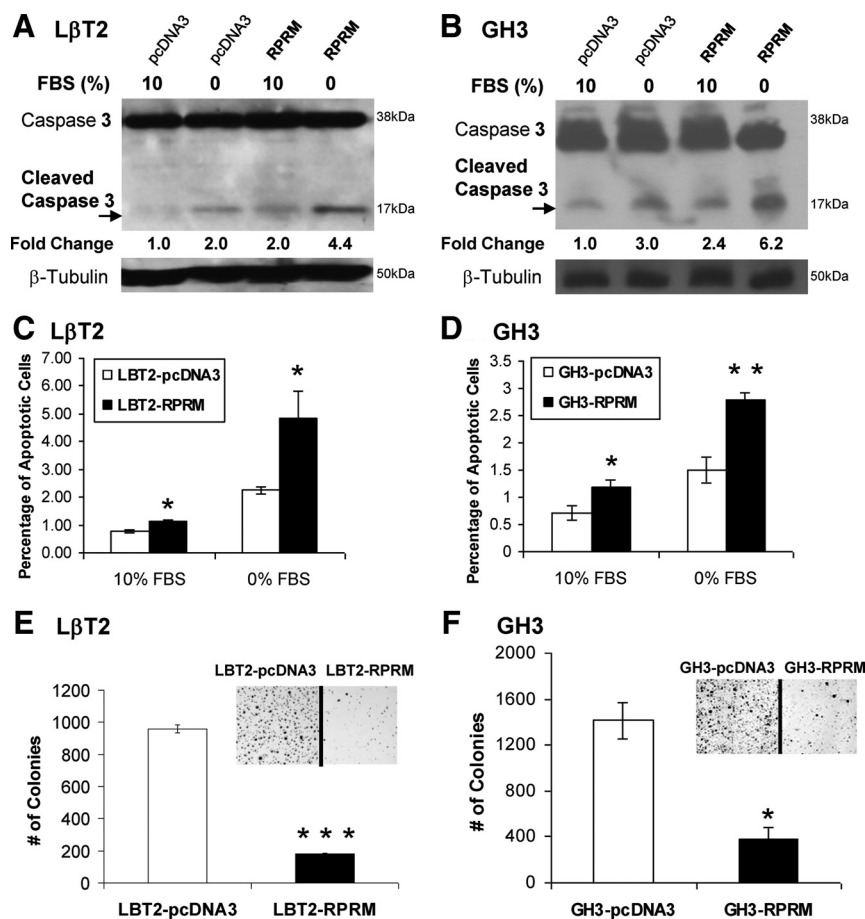 A LβT2
pcDNA3 pcDNA3 RPRM RPRM
FBS (%) 10 0 10 0
Caspase 3 38kDa
Cleaved
Caspase 3 17kDa
Fold Change 1.0 2.0 2.0 4.4
β-Tubulin 50kDa
B GH3
pcDNA3 pcDNA3 RPRM RPRM
FBS (%) 10 0 10 0
Caspase 3 38kDa
Cleaved
Caspase 3 17kDa
Fold Change 1.0 3.0 2.4 6.2
β-Tubulin 50kDa
C LβT2
Percentage of Apoptotic Cells
7.00
6.00
5.00
4.00
3.00
2.00
1.00
0.00
LBT2-pcDNA3
LBT2-RPRM
*
*
10% FBS 0% FBS
D GH3
Percentage of Apoptotic Cells
3.5
3
2.5
2
1.5
1
0.5
0
GH3-pcDNA3
GH3-RPRM
*
* *
10% FBS 0% FBS
E LβT2
# of Colonies
1200
1000
800
600
400
200
0
LBT2-pcDNA3 LBT2-RPRM
* * *
LBT2-pcDNA3 LBT2-RPRM
F GH3
# of Colonies
2000
1600
1200
800
400
0
GH3-pcDNA3 GH3-RPRM
*
GH3-pcDNA3 GH3-RPRM